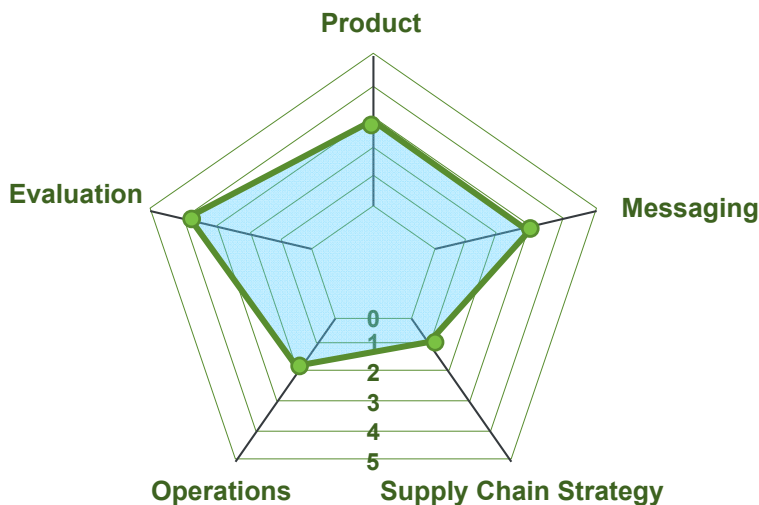 Product
Evaluation
Messaging
0
1
2
3
4
5
Operations
Supply Chain Strategy